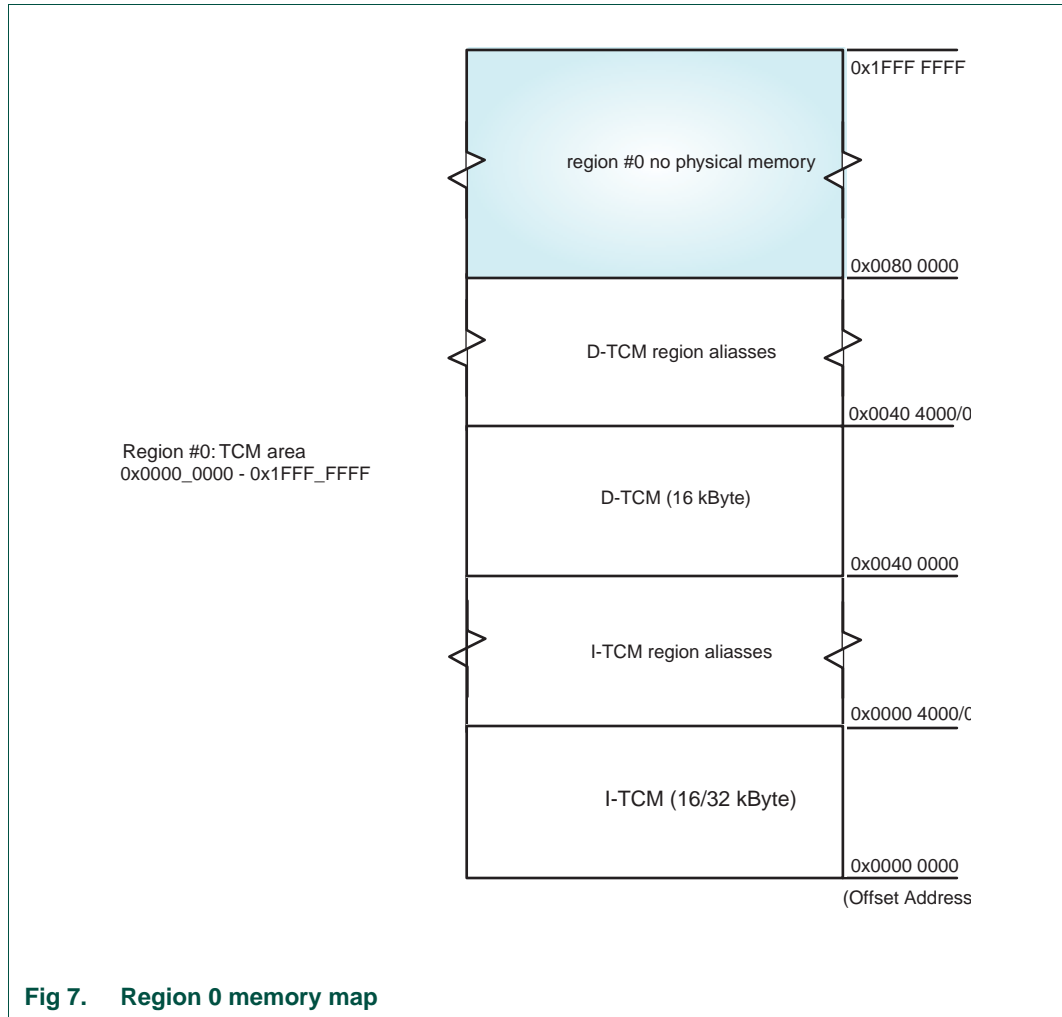 0x1FFF FFFF
region #0 no physical memory
0x0080 0000
D-TCM region aliasses
0x0040 4000/0
Region #0: TCM area
0x0000_0000 - 0x1FFF_FFFF
D-TCM (16 kByte)
0x0040 0000
I-TCM region aliasses
0x0000 4000/0
I-TCM (16/32 kByte)
0x0000 0000
(Offset Address
Fig 7. Region 0 memory map